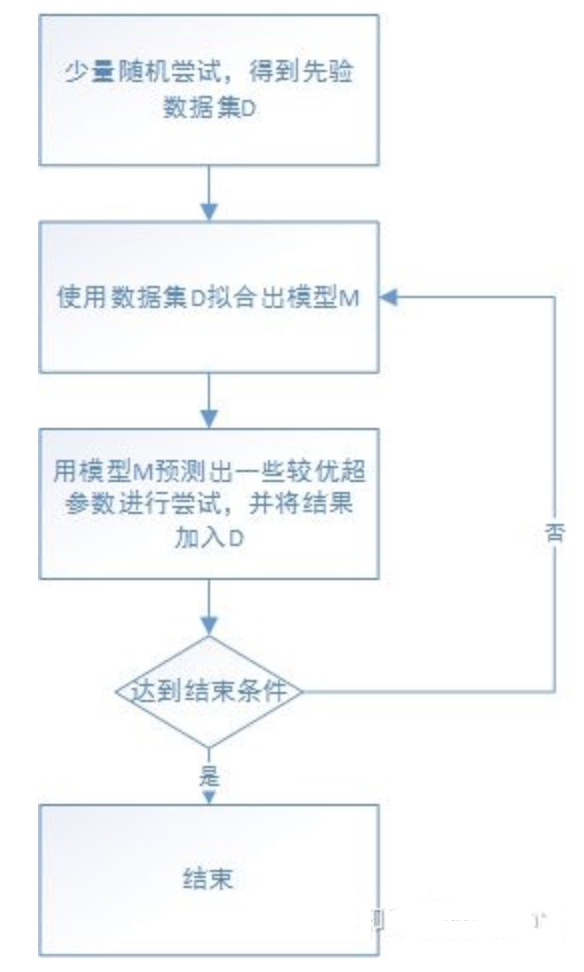 少量随机尝试，得到先验
数据集D
使用数据集D拟合出模型M
用模型M预测出一些较优超
参数进行尝试，并将结果
加入D
否
达到结束条件
是
结束